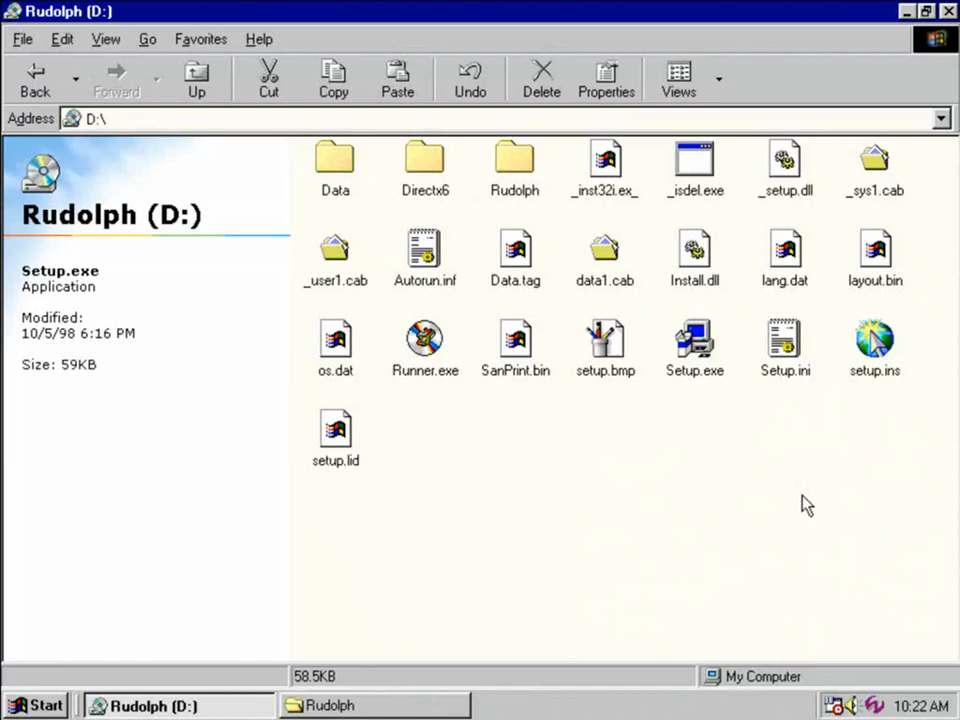 Rudolph (D:)
File Edit View Go Favorites Help
Back Forward Up Cut Copy Paste Undo Delete Properties Views
Address D:\
Rudolph (D:)
Setup.exe
Application
Modified:
10/5/98 6:16 PM
Size: 59KB
Data Directx6 Rudolph _inst32i.ex_ _isdel.exe _setup.dll _sys1.cab
_user1.cab Autorun.inf Data.tag data1.cab Install.dll lang.dat layout.bin
os.dat Runner.exe SanPrint.bin setup.bmp Setup.exe Setup.ini setup.ins
setup.lid
58.5KB My Computer
Start Rudolph (D:) Rudolph 10:22 AM